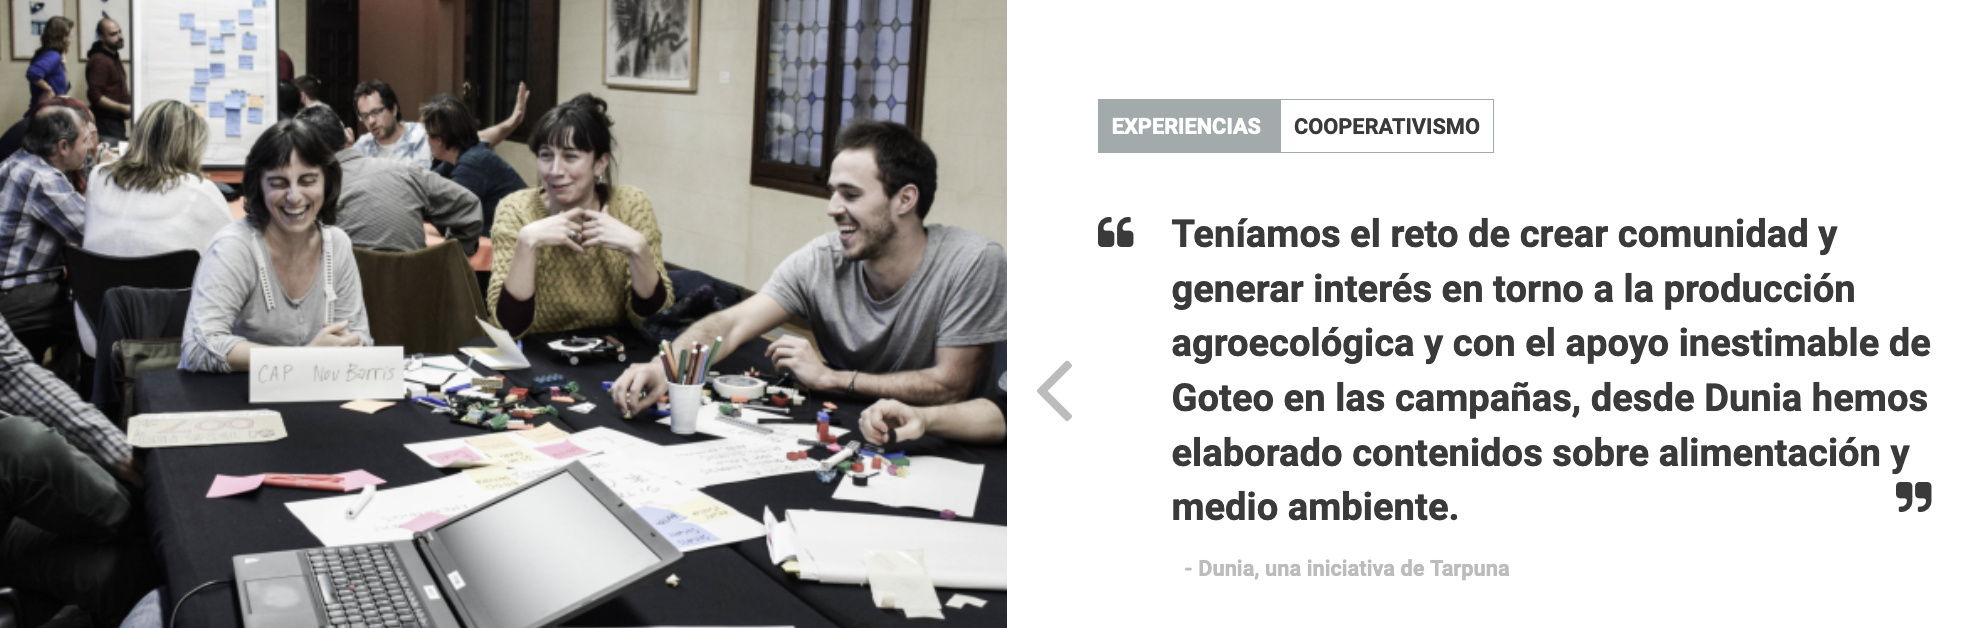 EXPERIENCIAS COOPERATIVISMO
“ Teníamos el reto de crear comunidad y
generar interés en torno a la producción
agroecológica y con el apoyo inestimable de
Goteo en las campañas, desde Dunia hemos
elaborado contenidos sobre alimentación y
medio ambiente. ”
- Dunia, una iniciativa de Tarpuna
CAP Nou Barris